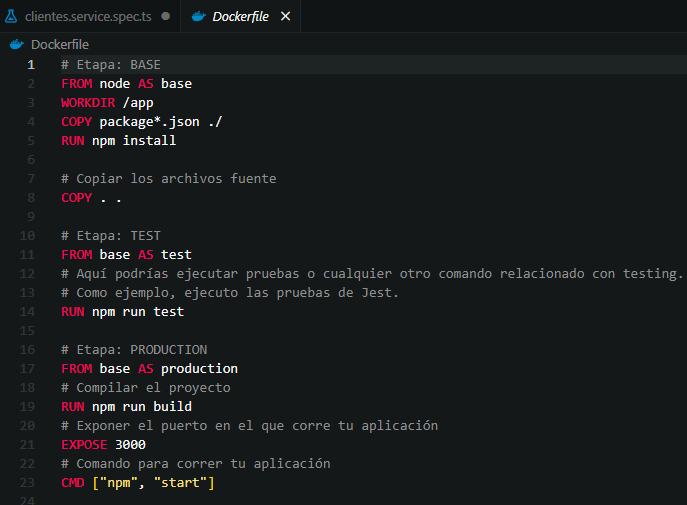 clientes.service.spec.ts
Dockerfile
Dockerfile
1 # Etapa: BASE
2 FROM node AS base
3 WORKDIR /app
4 COPY package*.json ./
5 RUN npm install
6
7 # Copiar los archivos fuente
8 COPY . .
9
10 # Etapa: TEST
11 FROM base AS test
12 # Aquí podrías ejecutar pruebas o cualquier otro comando relacionado con testing.
13 # Como ejemplo, ejecuto las pruebas de Jest.
14 RUN npm run test
15
16 # Etapa: PRODUCTION
17 FROM base AS production
18 # Compilar el proyecto
19 RUN npm run build
20 # Exponer el puerto en el que corre tu aplicación
21 EXPOSE 3000
22 # Comando para correr tu aplicación
23 CMD ["npm", "start"]
24